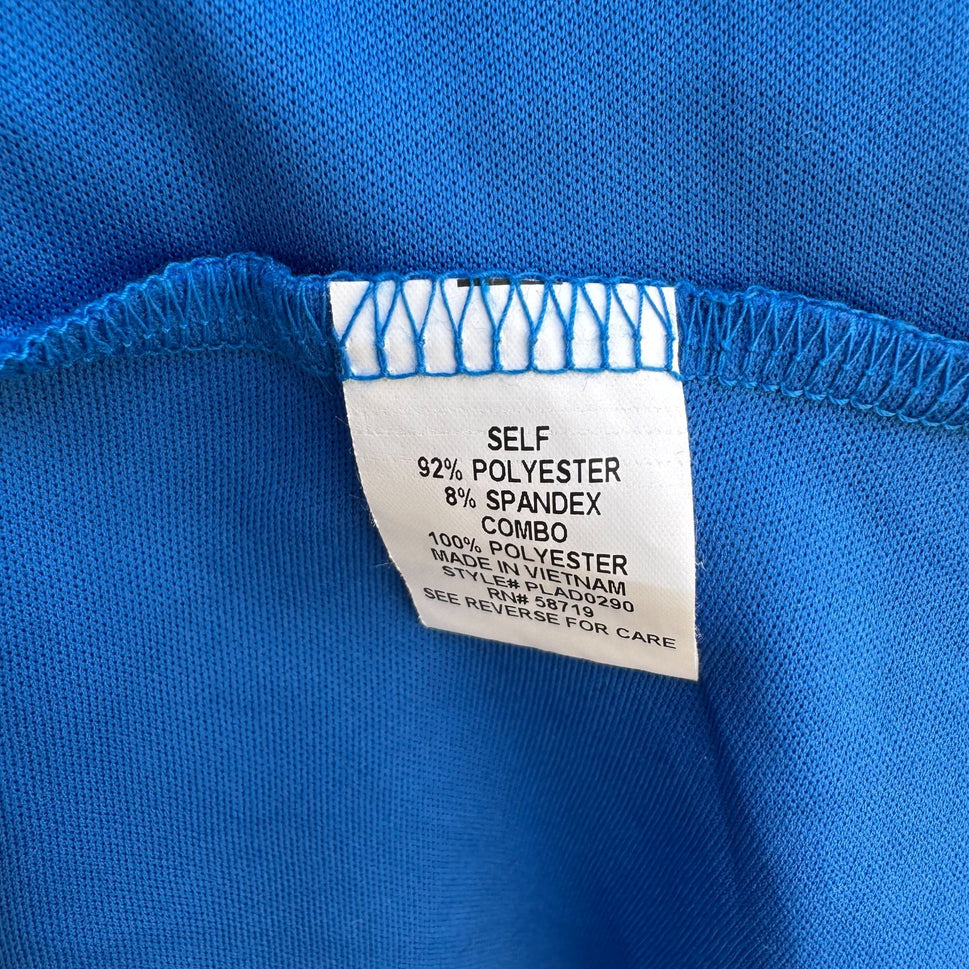 SELF
92% POLYESTER
8% SPANDEX
COMBO
100% POLYESTER
MADE IN VIETNAM
STYLE# PLAD0290
RN# 58719
SEE REVERSE FOR CARE